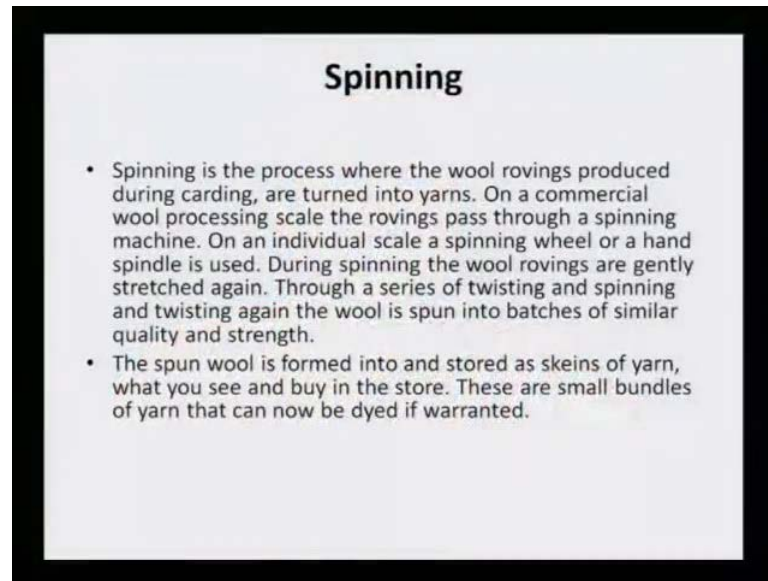 Spinning
• Spinning is the process where the wool rovings produced
during carding, are turned into yarns. On a commercial
wool processing scale the rovings pass through a spinning
machine. On an individual scale a spinning wheel or a hand
spindle is used. During spinning the wool rovings are gently
stretched again. Through a series of twisting and spinning
and twisting again the wool is spun into batches of similar
quality and strength.
• The spun wool is formed into and stored as skeins of yarn,
what you see and buy in the store. These are small bundles
of yarn that can now be dyed if warranted.